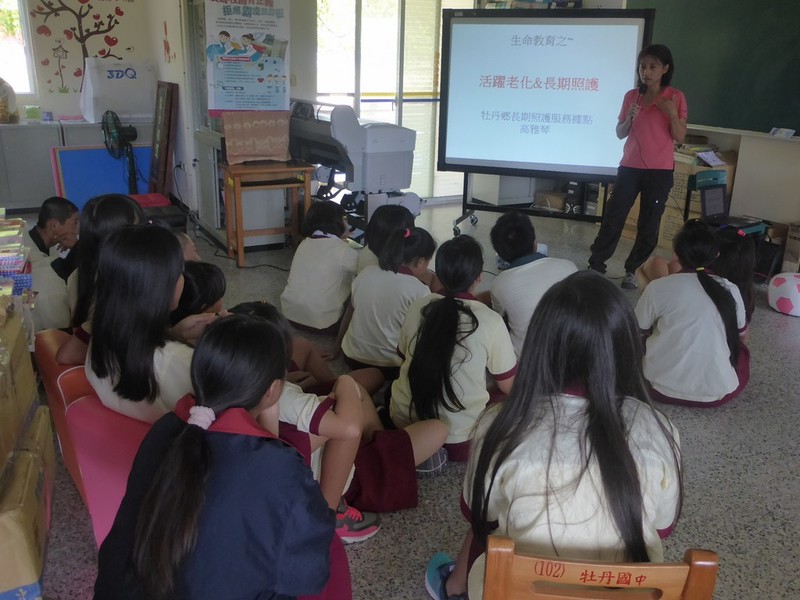 生命教育之~
活躍老化&長期照護
牡丹鄉長期照護服務據點
高雅琴
(102) 牡丹國中